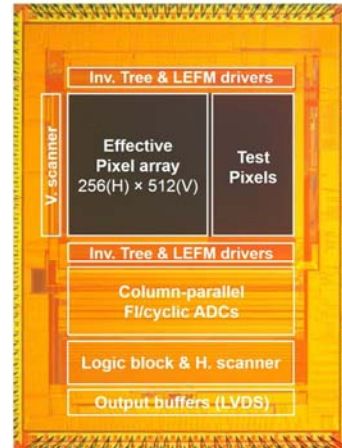 Inv. Tree & LEFM drivers
V. scanner
Effective
Pixel array
256(H) × 512(V)
Test
Pixels
Inv. Tree & LEFM drivers
Column-parallel
FI/cyclic ADCs
Logic block & H. scanner
Output buffers (LVDS)